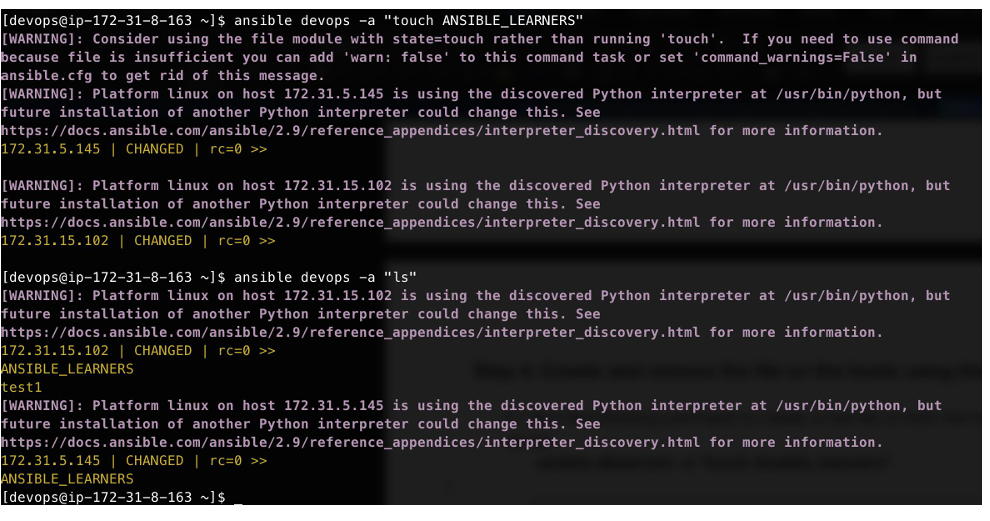 [devops@ip-172-31-8-163 ~]$ ansible devops -a "touch ANSIBLE_LEARNERS"
[WARNING]: Consider using the file module with state=touch rather than running 'touch'.  If you need to use command
because file is insufficient you can add 'warn: false' to this command task or set 'command_warnings=False' in
ansible.cfg to get rid of this message.
[WARNING]: Platform linux on host 172.31.5.145 is using the discovered Python interpreter at /usr/bin/python, but
future installation of another Python interpreter could change this. See
https://docs.ansible.com/ansible/2.9/reference_appendices/interpreter_discovery.html for more information.
172.31.5.145 | CHANGED | rc=0 >>
[WARNING]: Platform linux on host 172.31.15.102 is using the discovered Python interpreter at /usr/bin/python, but
future installation of another Python interpreter could change this. See
https://docs.ansible.com/ansible/2.9/reference_appendices/interpreter_discovery.html for more information.
172.31.15.102 | CHANGED | rc=0 >>
[devops@ip-172-31-8-163 ~]$ ansible devops -a "ls"
[WARNING]: Platform linux on host 172.31.15.102 is using the discovered Python interpreter at /usr/bin/python, but
future installation of another Python interpreter could change this. See
https://docs.ansible.com/ansible/2.9/reference_appendices/interpreter_discovery.html for more information.
172.31.15.102 | CHANGED | rc=0 >>
ANSIBLE_LEARNERS
test1
[WARNING]: Platform linux on host 172.31.5.145 is using the discovered Python interpreter at /usr/bin/python, but
future installation of another Python interpreter could change this. See
https://docs.ansible.com/ansible/2.9/reference_appendices/interpreter_discovery.html for more information.
172.31.5.145 | CHANGED | rc=0 >>
ANSIBLE_LEARNERS
[devops@ip-172-31-8-163 ~]$ _